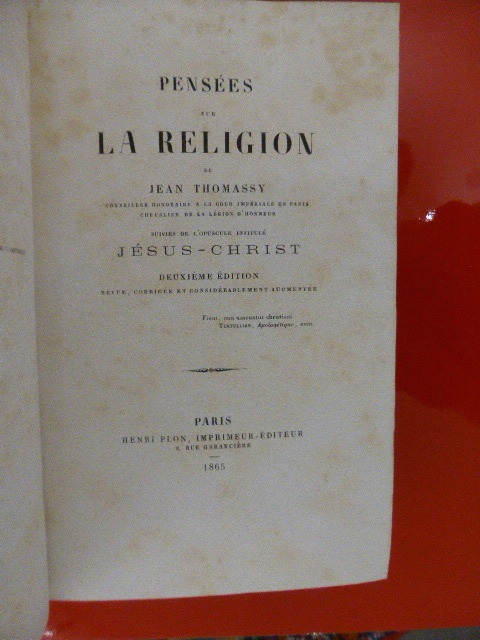 PENSÉES
SUR
LA RELIGION
DE
JEAN THOMASSY
CONSEILLER HONORAIRE A LA COUR IMPÉRIALE DE PARIS
CHEVALIER DE LA LÉGION D'HONNEUR
SUIVIES DE L'OPUSCULE INTITULÉ
JÉSUS-CHRIST
DEUXIÈME ÉDITION
REVUE, CORRIGÉE ET CONSIDÉRABLEMENT AUGMENTÉE
Fiunt, non nascuntur christiani
TERTULLIEN, Apologétique, XVIII.
PARIS
HENRI PLON, IMPRIMEUR-ÉDITEUR
8, RUE GARANCIÈRE
1865